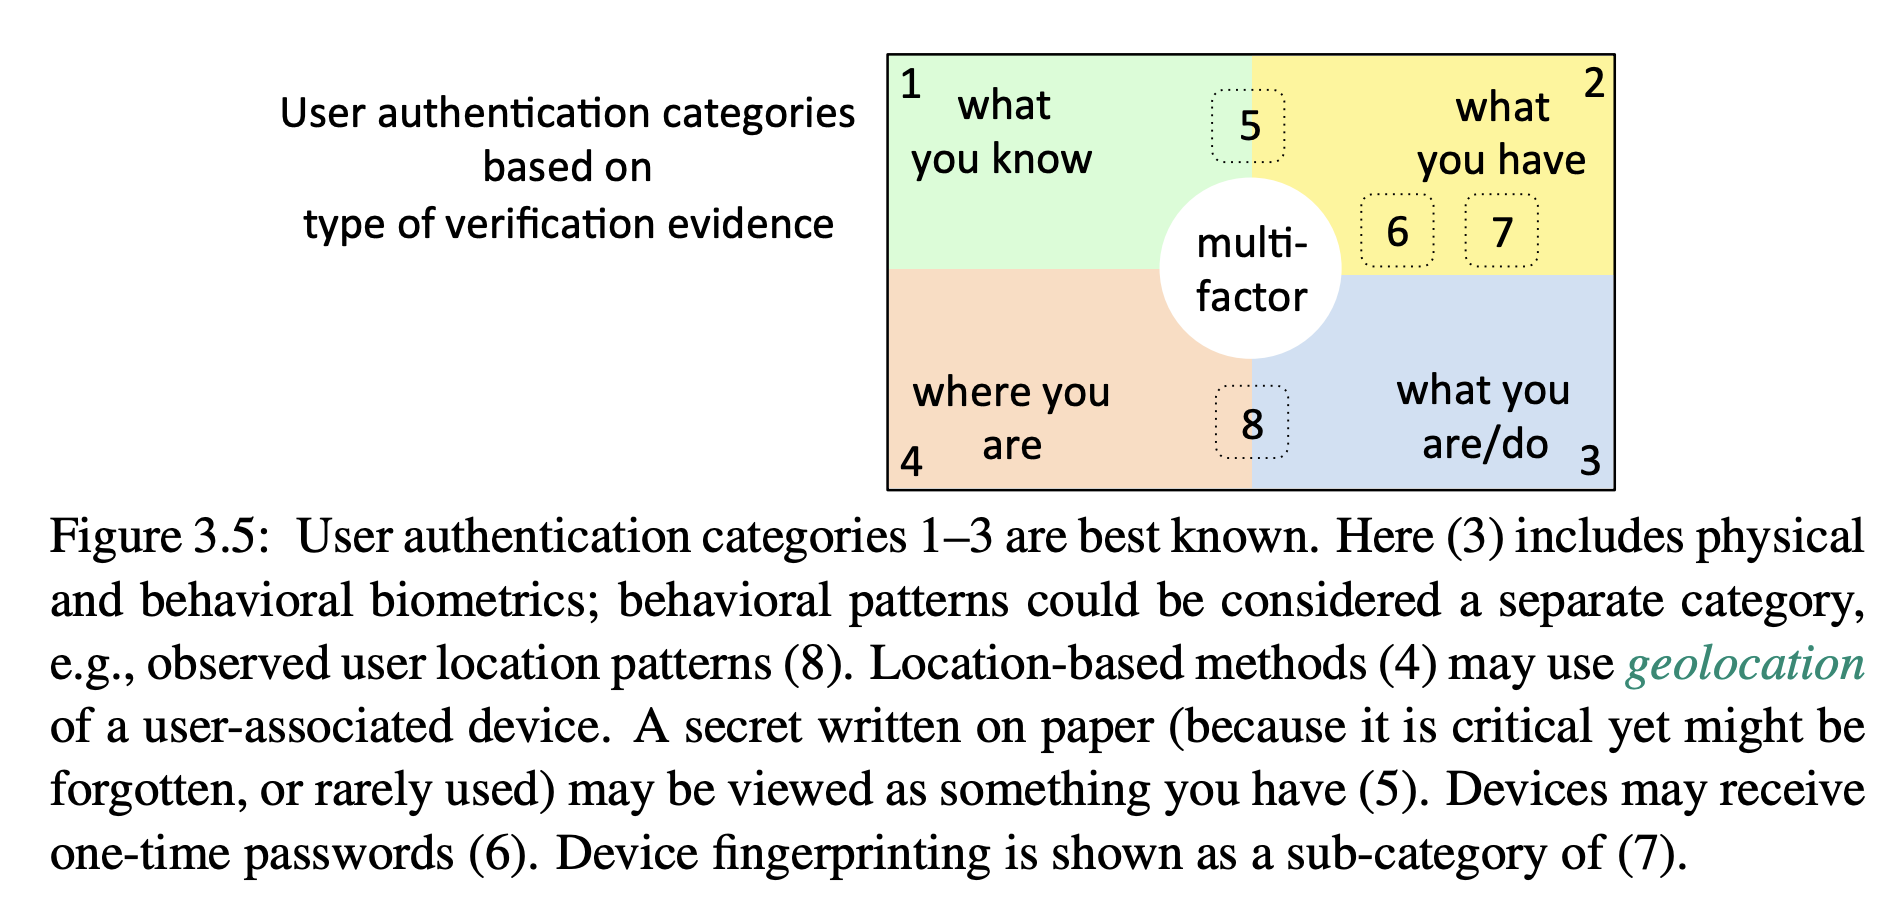 User authentication categories
based on
type of verification evidence
1
what
you know
5
2
what
you have
6
7
multi-
factor
where you
are
4
8
what you
are/do
3
Figure 3.5: User authentication categories 1–3 are best known. Here (3) includes physical
and behavioral biometrics; behavioral patterns could be considered a separate category,
e.g., observed user location patterns (8). Location-based methods (4) may use geolocation
of a user-associated device. A secret written on paper (because it is critical yet might be
forgotten, or rarely used) may be viewed as something you have (5). Devices may receive
one-time passwords (6). Device fingerprinting is shown as a sub-category of (7).